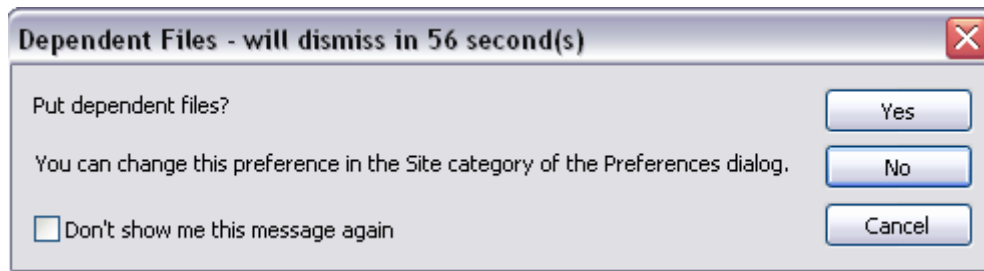 Dependent Files - will dismiss in 56 second(s)
Put dependent files?
Yes
You can change this preference in the Site category of the Preferences dialog.
No
Don't show me this message again
Cancel